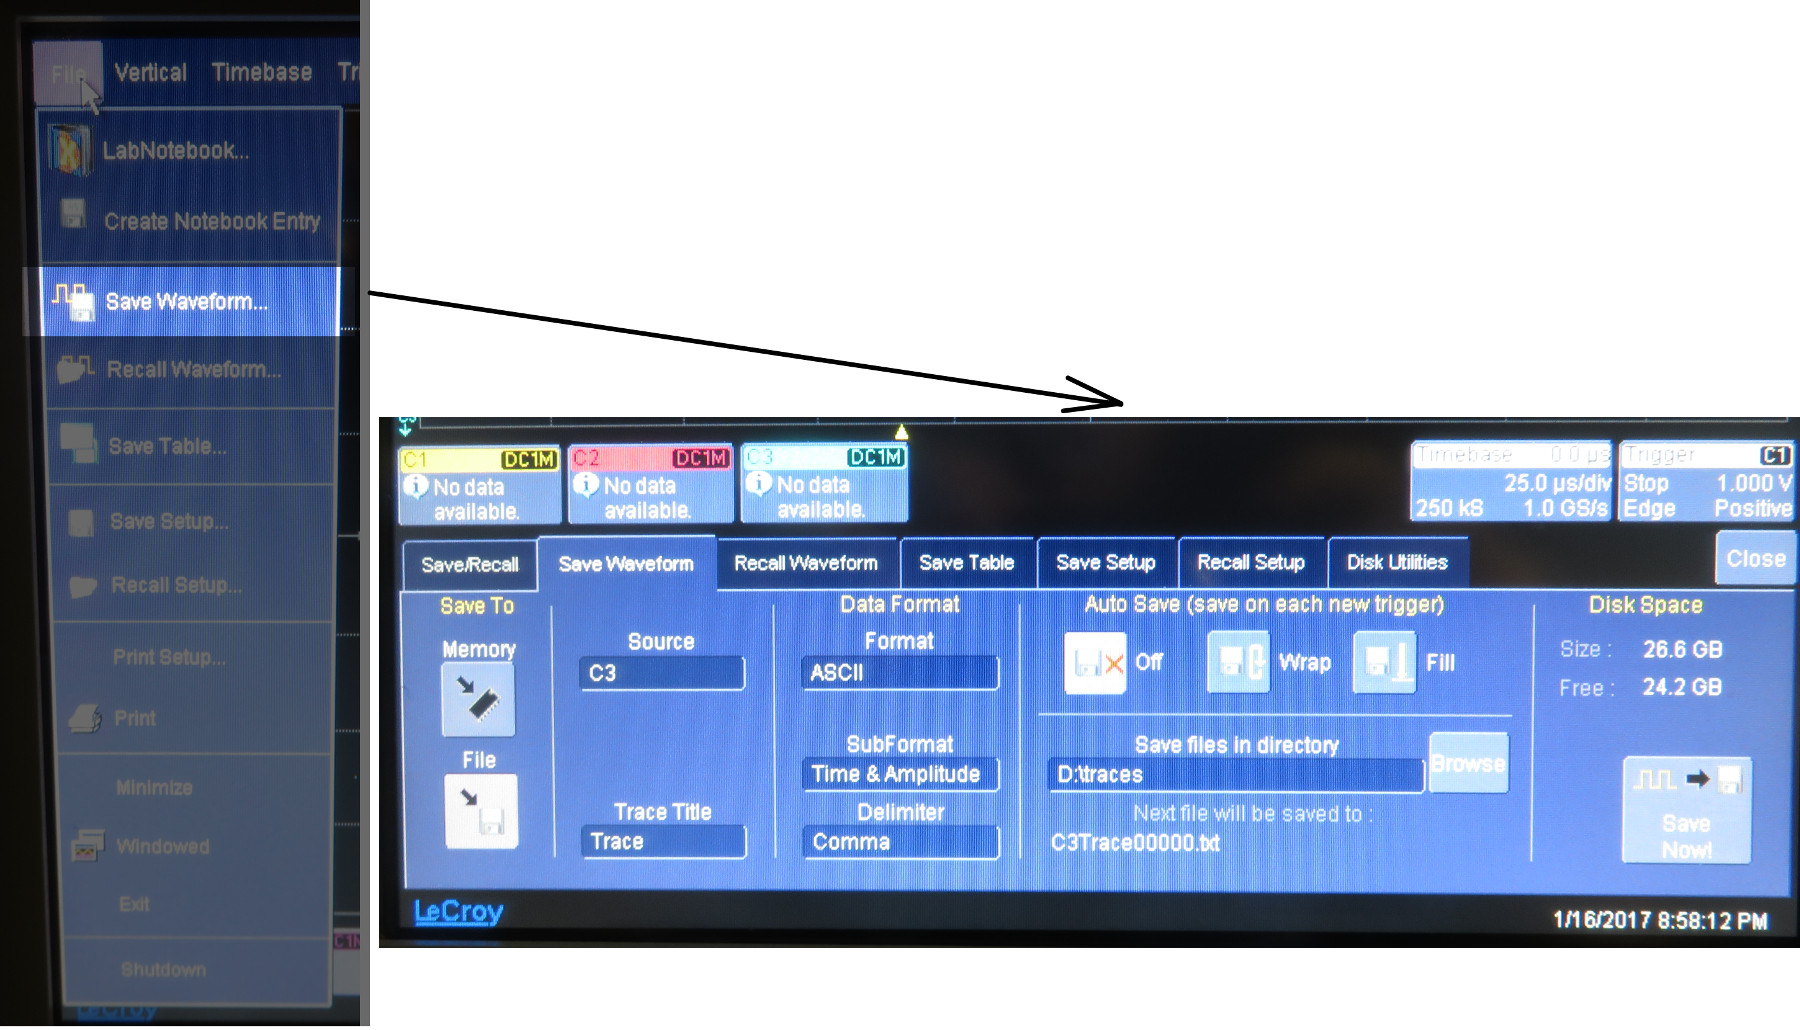 File Vertical Timebase Tr
LabNotebook...
Create Notebook Entry
Save Waveform...
Recall Waveform...
Save Table...
Save Setup...
Recall Setup...
Print Setup...
Print
Minimize
Windowed
Exit
Shutdown
LeCroy
C3
C1 DC1M
No data
available.
C2 DC1M
No data
available.
C3 DC1M
No data
available.
Timebase 0.0 µs
25.0 µs/div
250 kS 1.0 GS/s
Trigger C1
Stop 1.000 V
Edge Positive
Save/Recall Save Waveform Recall Waveform Save Table Save Setup Recall Setup Disk Utilities Close
Save To
Memory
File
Source
C3
Trace Title
Trace
Data Format
Format
ASCII
SubFormat
Time & Amplitude
Delimiter
Comma
Auto Save (save on each new trigger)
Off Wrap Fill
Save files in directory
D:\traces Browse
Next file will be saved to :
C3Trace00000.txt
Disk Space
Size : 26.6 GB
Free : 24.2 GB
Save
Now!
LeCroy
1/16/2017 8:58:12 PM